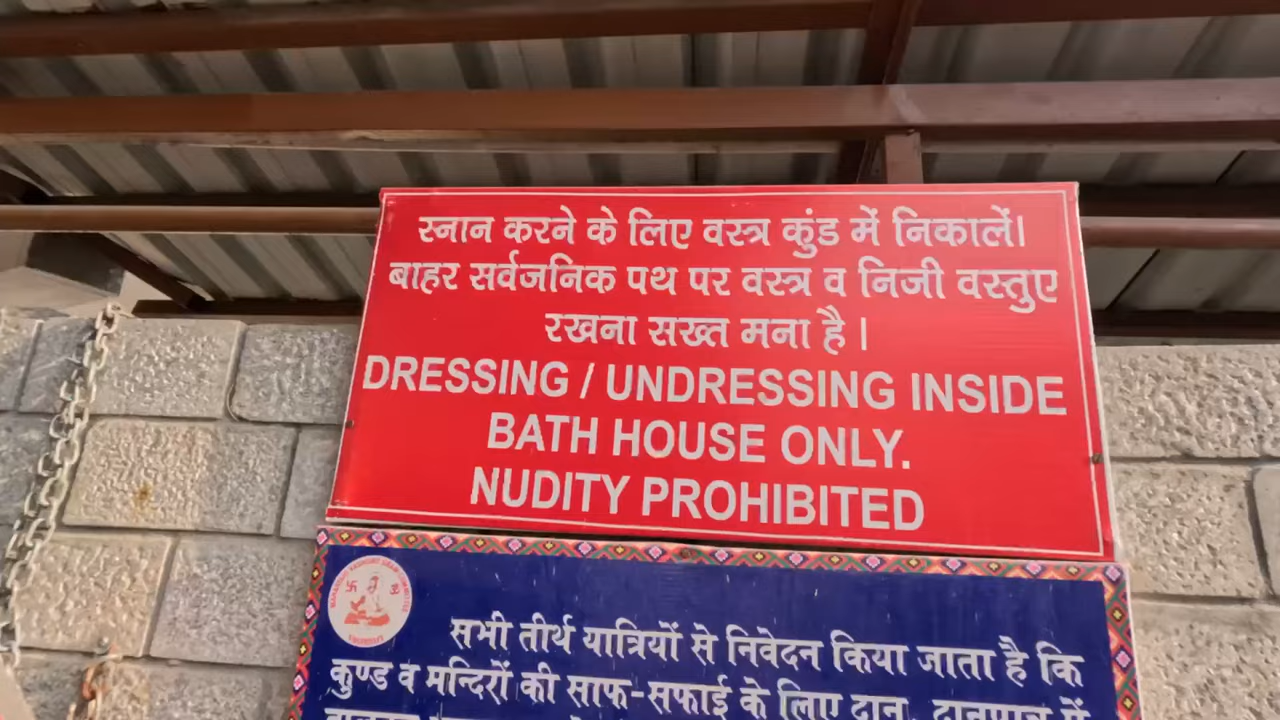 स्नान करने के लिए वस्त्र कुंड में निकालें।
बाहर सर्वजनिक पथ पर वस्त्र व निजी वस्तुए
रखना सख्त मना है ।
DRESSING / UNDRESSING INSIDE
BATH HOUSE ONLY.
NUDITY PROHIBITED
सभी तीर्थ यात्रियों से निवेदन किया जाता है कि
कुण्ड व मन्दिरों की साफ-सफाई के लिए दान, दानपात्र में